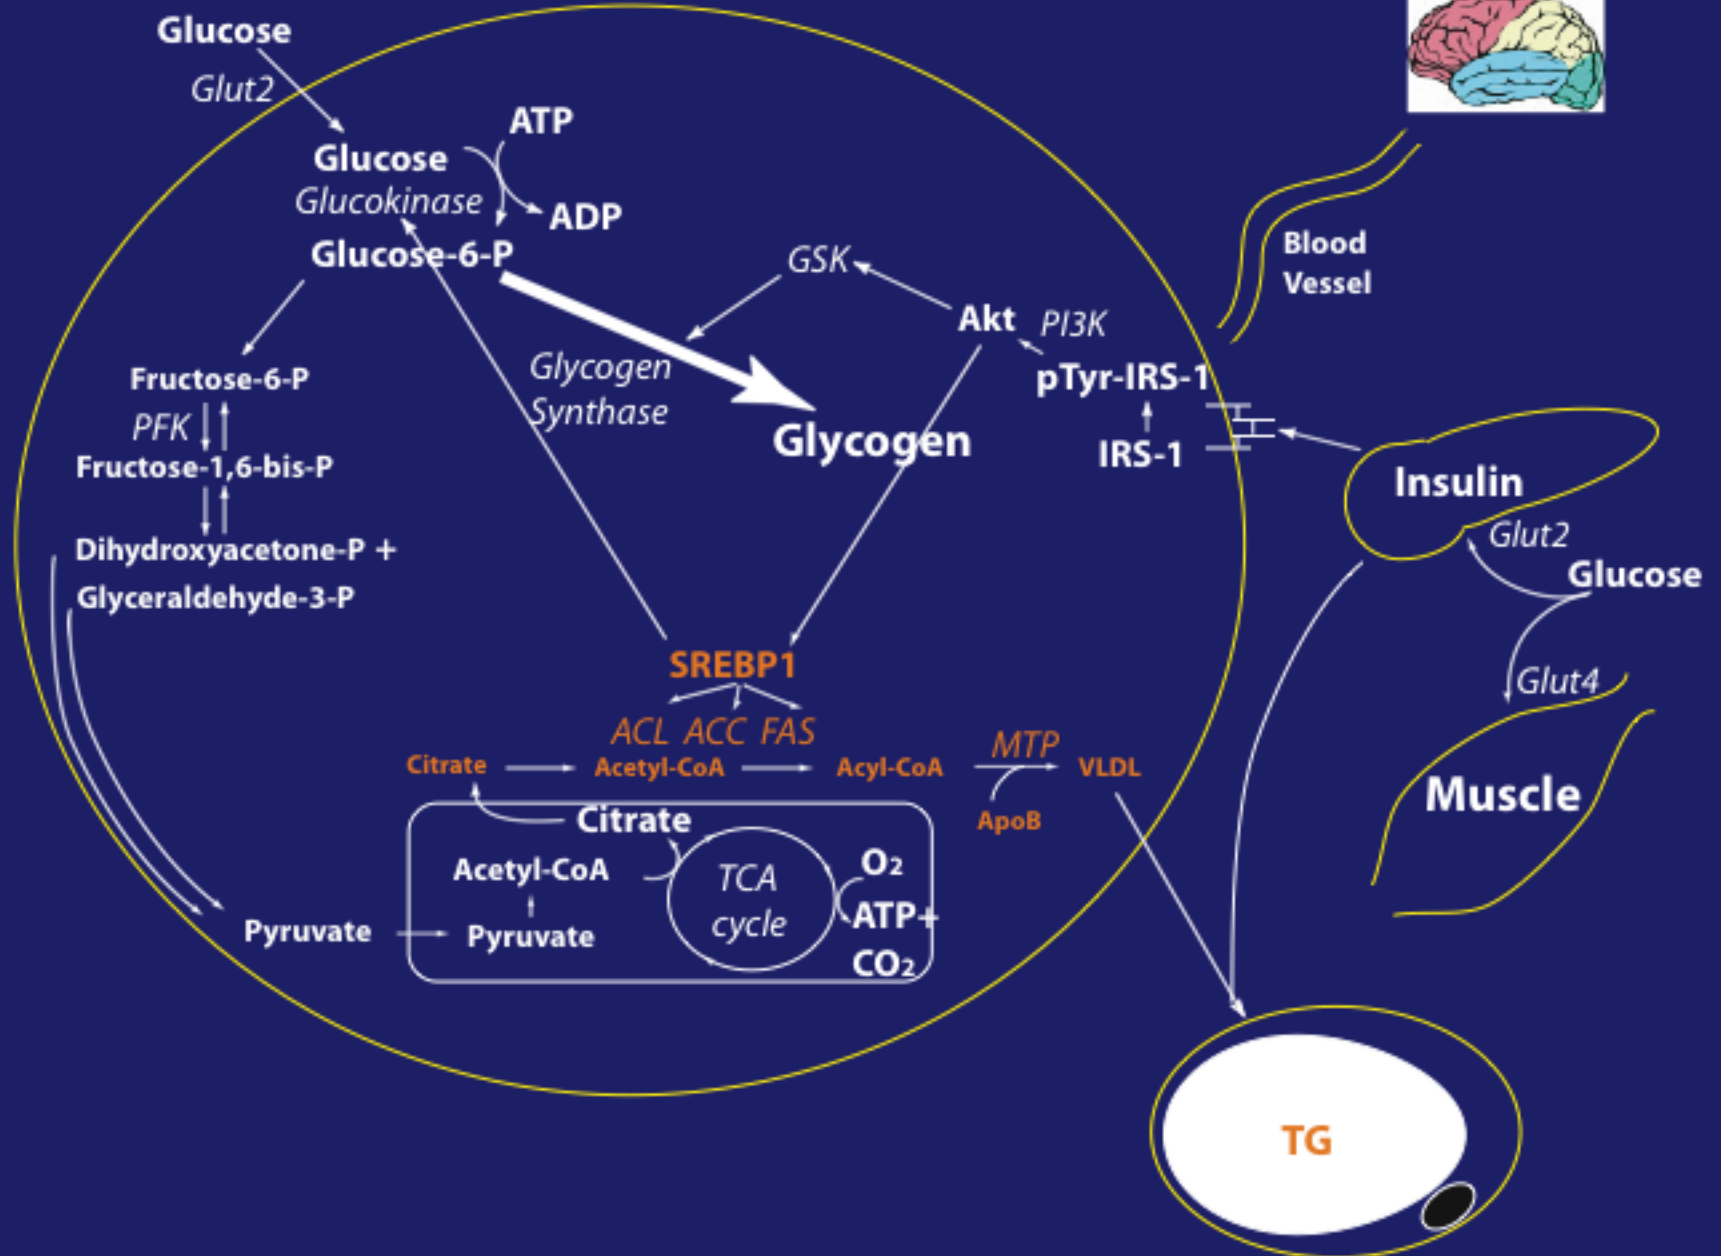 Glucose
Glut2
ATP
Glucose
Glucokinase
ADP
Glucose-6-P
GSK
Blood
Vessel
Akt
PI3K
Glycogen
Synthase
pTyr-IRS-1
Fructose-6-P
PFK
Glycogen
IRS-1
Fructose-1,6-bis-P
Insulin
Dihydroxyacetone-P +
Glut2
Glucose
Glyceraldehyde-3-P
SREBP1
Glut4
ACL ACC FAS
MTP
Citrate
Acetyl-CoA
Acyl-CoA
VLDL
Muscle
Citrate
ApoB
Acetyl-CoA
TCA
cycle
O2
ATP+
CO2
Pyruvate
Pyruvate
TG